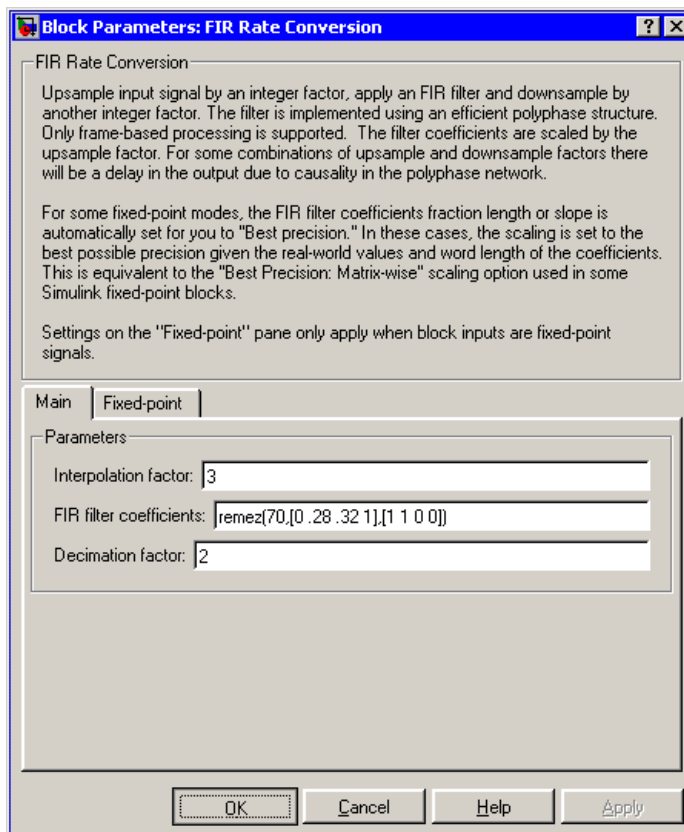 Block Parameters: FIR Rate Conversion
FIR Rate Conversion
Upsample input signal by an integer factor, apply an FIR filter and downsample by
another integer factor. The filter is implemented using an efficient polyphase structure.
Only frame-based processing is supported.  The filter coefficients are scaled by the
upsample factor. For some combinations of upsample and downsample factors there
will be a delay in the output due to causality in the polyphase network.
For some fixed-point modes, the FIR filter coefficients fraction length or slope is
automatically set for you to "Best precision." In these cases, the scaling is set to the
best possible precision given the real-world values and word length of the coefficients.
This is equivalent to the "Best Precision: Matrix-wise" scaling option used in some
Simulink fixed-point blocks.
Settings on the "Fixed-point" pane only apply when block inputs are fixed-point
signals.
Main Fixed-point
Parameters
Interpolation factor: 3
FIR filter coefficients: remez(70,[0 .28 .32 1],[1 1 0 0])
Decimation factor: 2
OK Cancel Help Apply